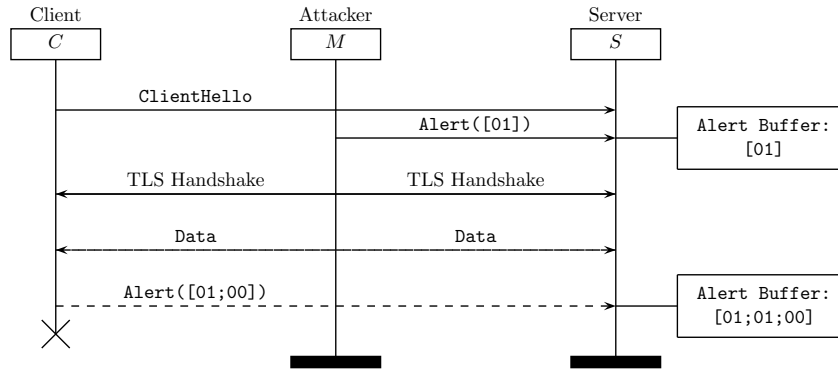 Client Attacker Server
C M S
ClientHello
Alert([01])
Alert Buffer:
[01]
TLS Handshake TLS Handshake
Data Data
Alert([01;00])
Alert Buffer:
[01;01;00]